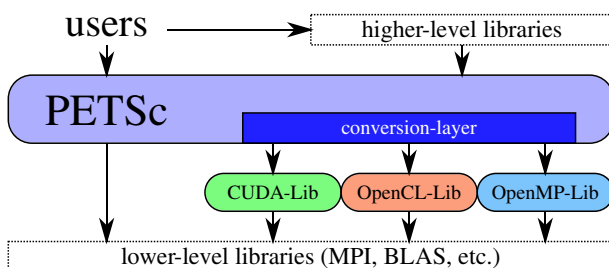 users
higher-level libraries
PETSc
conversion-layer
CUDA-Lib
OpenCL-Lib
OpenMP-Lib
lower-level libraries (MPI, BLAS, etc.)